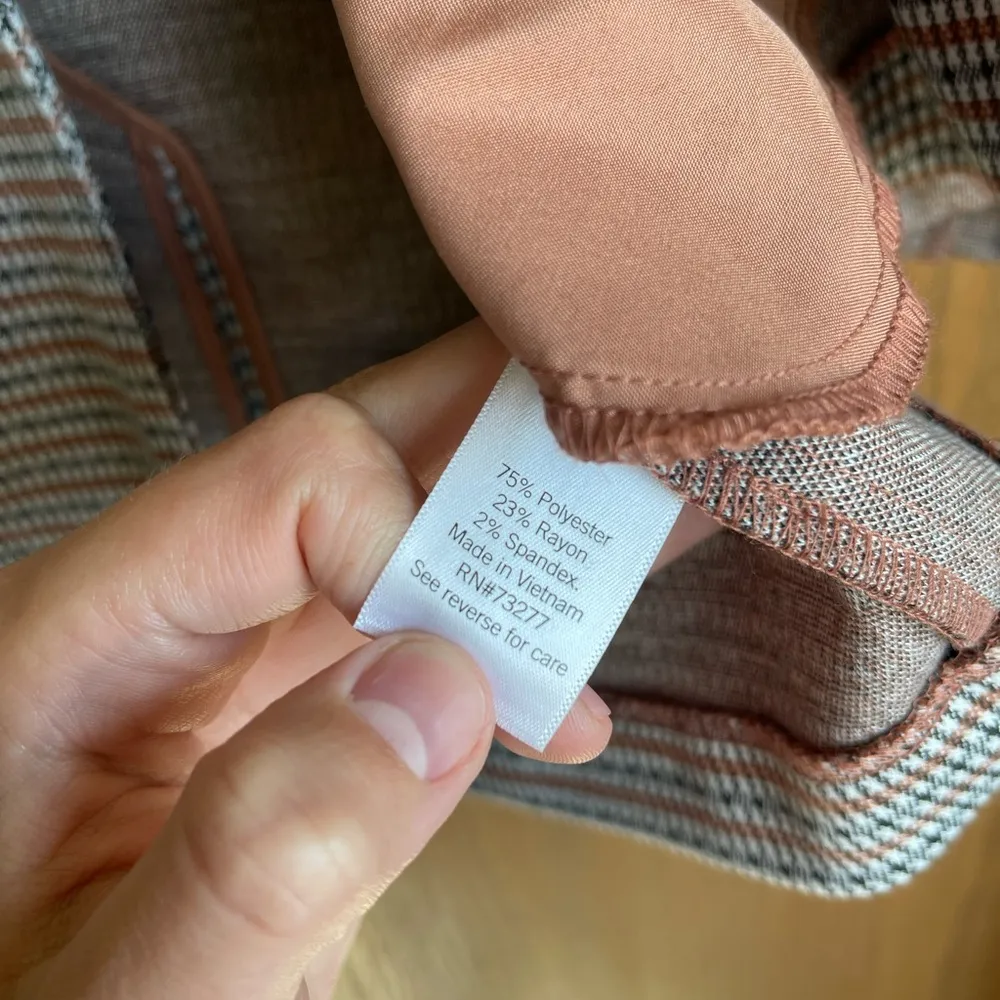 75% Polyester
23% Rayon
2% Spandex.
Made in Vietnam
RN#73277
See reverse for care